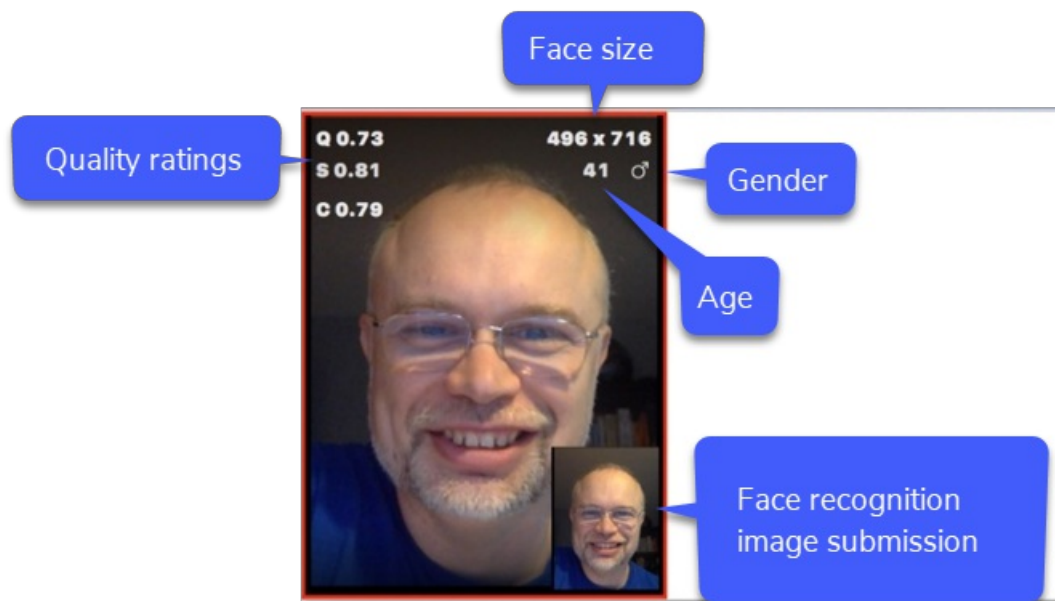 Face size
Q 0.73 496 x 716
Quality ratings
S 0.81 41 ♂
Gender
C 0.79
Age
Face recognition
image submission